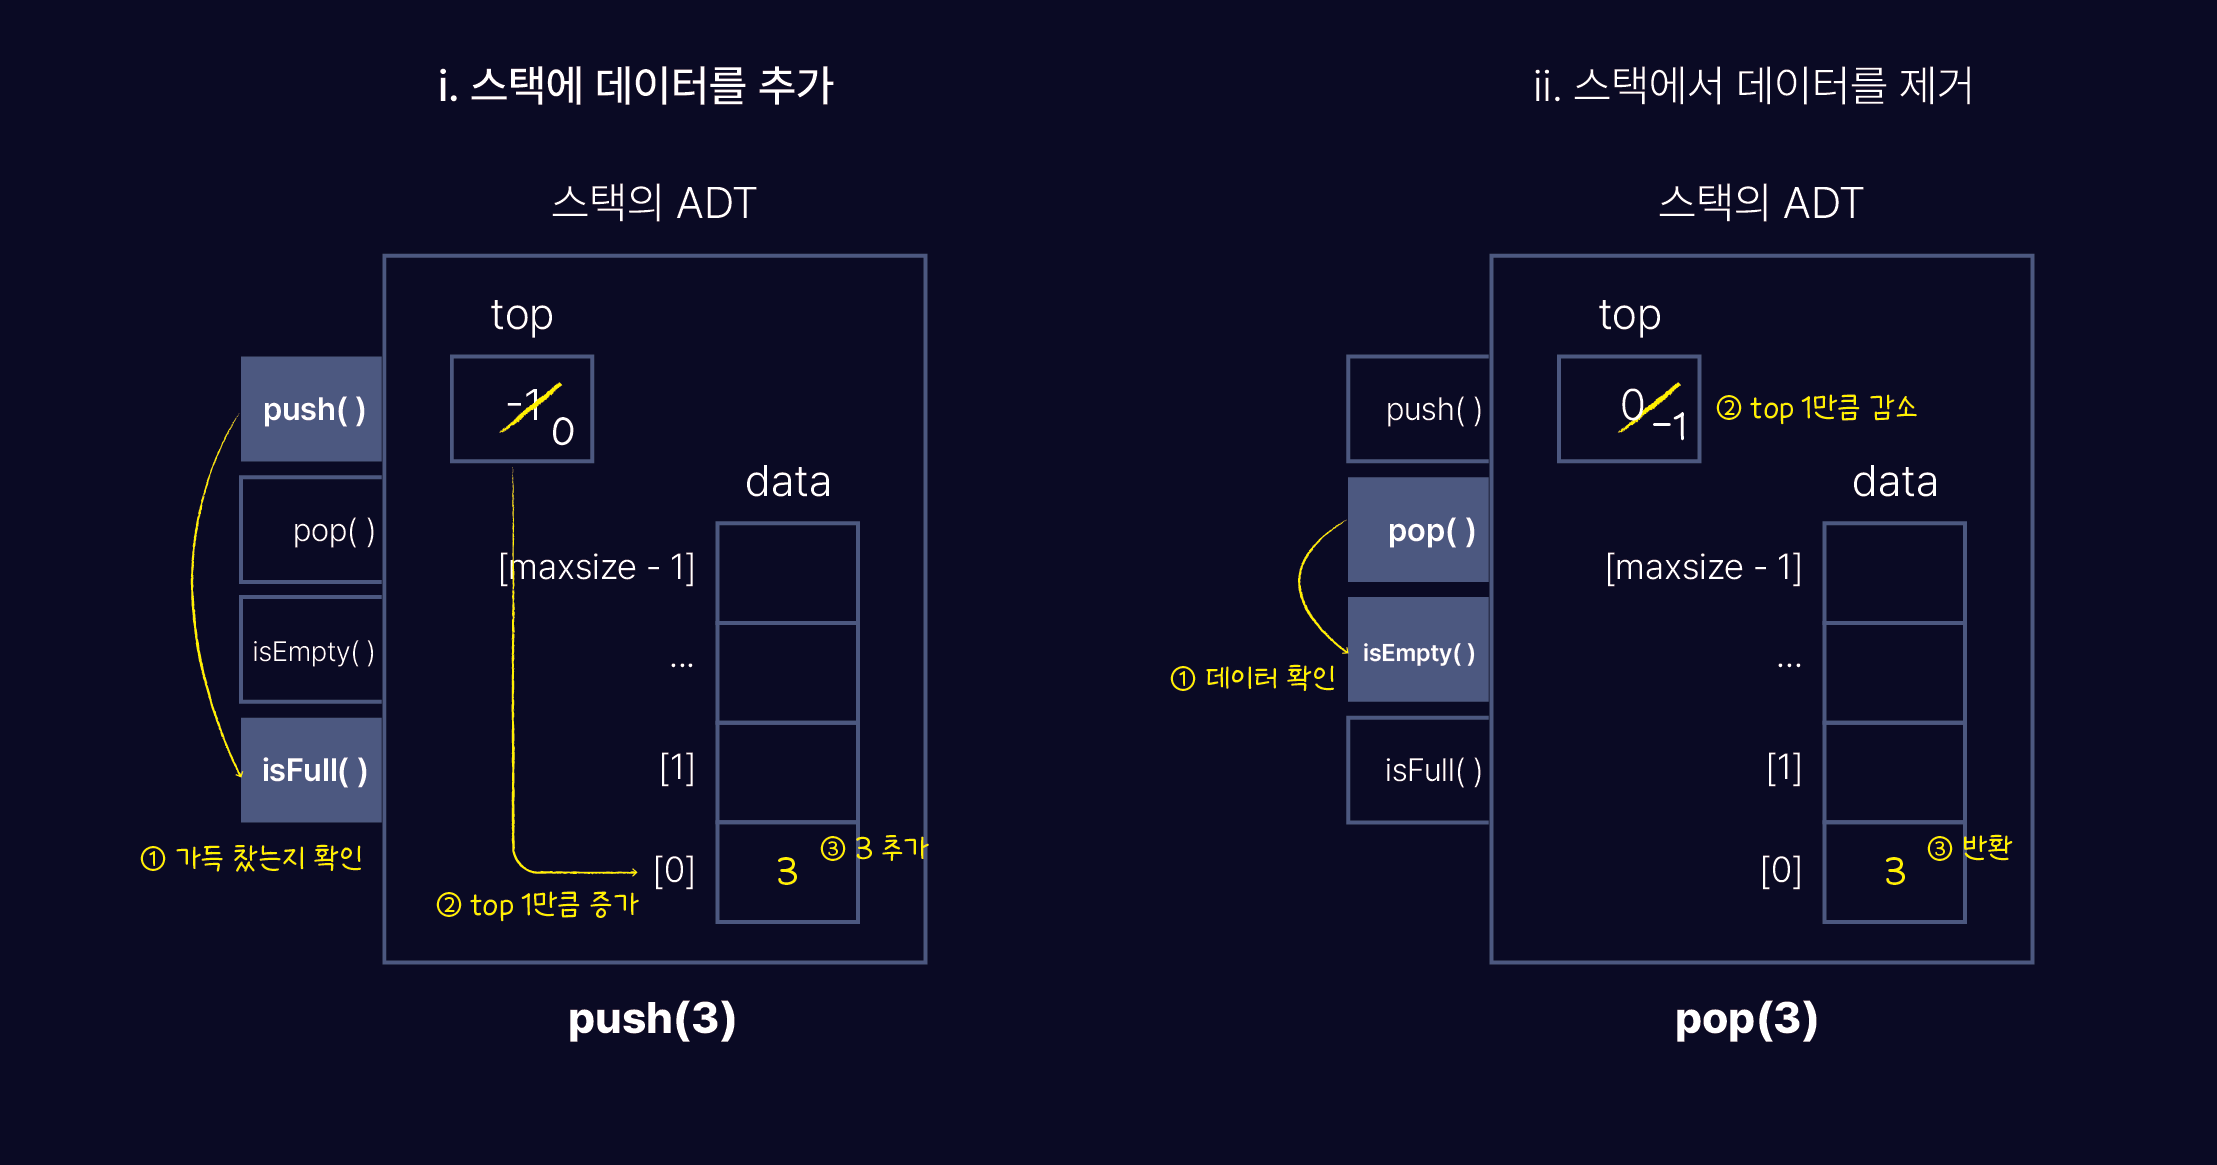 i. 스택에 데이터를 추가
스택의 ADT
top
-1
0
push( )
pop( )
isEmpty( )
isFull( )
① 가득 찼는지 확인
data
[maxsize - 1]
...
[1]
[0]
3
③ 3 추가
② top 1만큼 증가
push(3)
ii. 스택에서 데이터를 제거
스택의 ADT
top
0
-1
② top 1만큼 감소
push( )
pop( )
isEmpty( )
① 데이터 확인
isFull( )
data
[maxsize - 1]
...
[1]
[0]
3
③ 반환
pop(3)